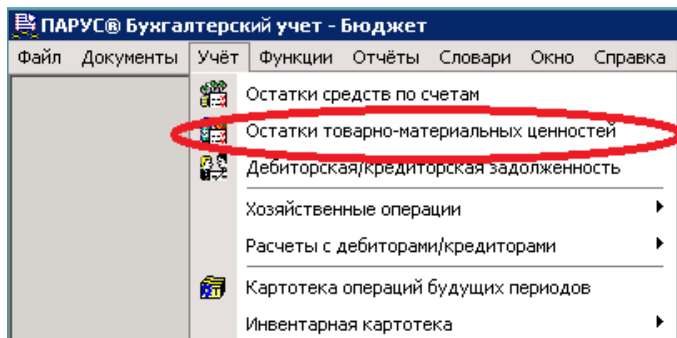 ПАРУС® Бухгалтерский учет - Бюджет
Файл Документы Учёт Функции Отчёты Словари Окно Справка
Остатки средств по счетам
Остатки товарно-материальных ценностей
Дебиторская/кредиторская задолженность
Хозяйственные операции
Расчеты с дебиторами/кредиторами
Картотека операций будущих периодов
Инвентарная картотека